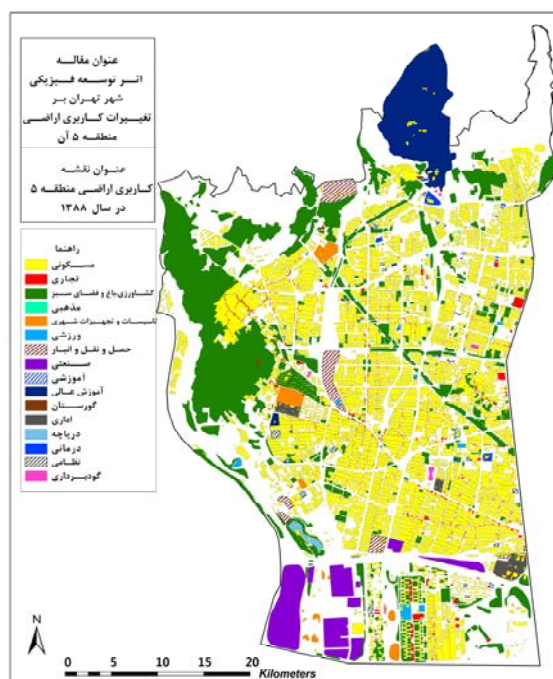 عنوان مقاله
اثر توسعه فیزیکی
شهر تهران بر
تغییرات کاربری اراضی
منطقه ۵ آن
عنوان نقشه
کاربری اراضی منطقه ۵
در سال ۱۳۸۸
راهنما
مسکونی
تجاری
کشاورزی،باغ و فضای سبز
مذهبی
تاسیسات و تجهیزات شهری
ورزشی
حمل و نقل و انبار
صنعتی
آموزشی
آموزش عالی
گورستان
اداری
دریاچه
درمانی
نظامی
گودبرداری
N
0 5 10 15 20
Kilometers